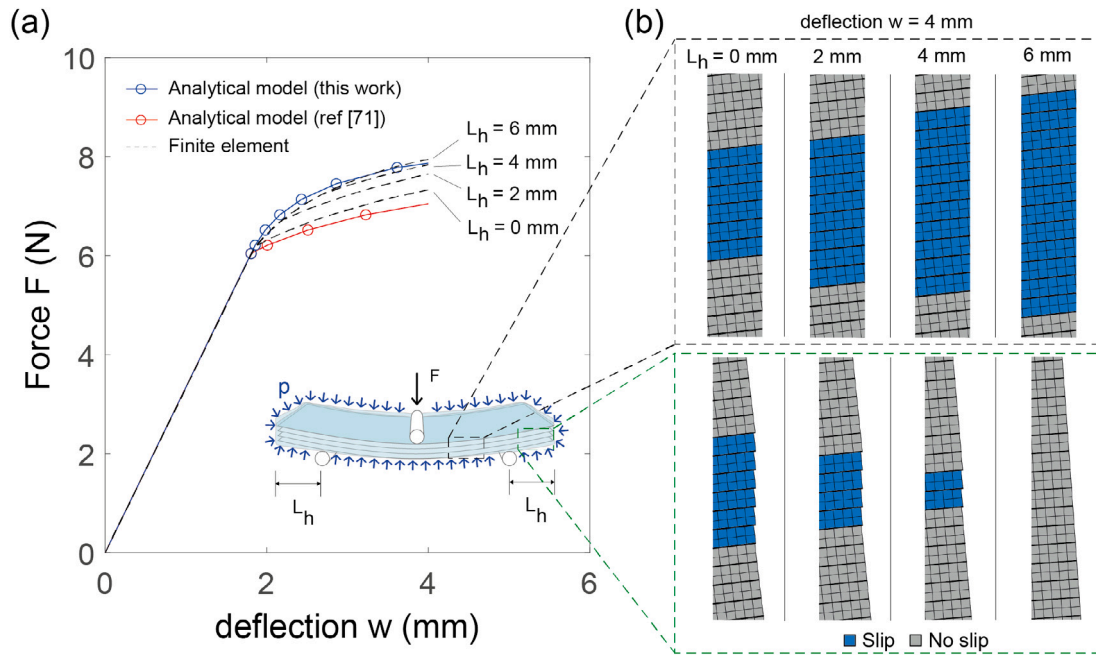 (a)
10
8
6
4
2
0
0
2
4
6
Force F (N)
deflection w (mm)
Analytical model (this work)
Analytical model (ref [71])
Finite element
L_h = 6 mm
L_h = 4 mm
L_h = 2 mm
L_h = 0 mm
p
F
L_h
L_h
(b)
deflection w = 4 mm
L_h = 0 mm
2 mm
4 mm
6 mm
Slip
No slip